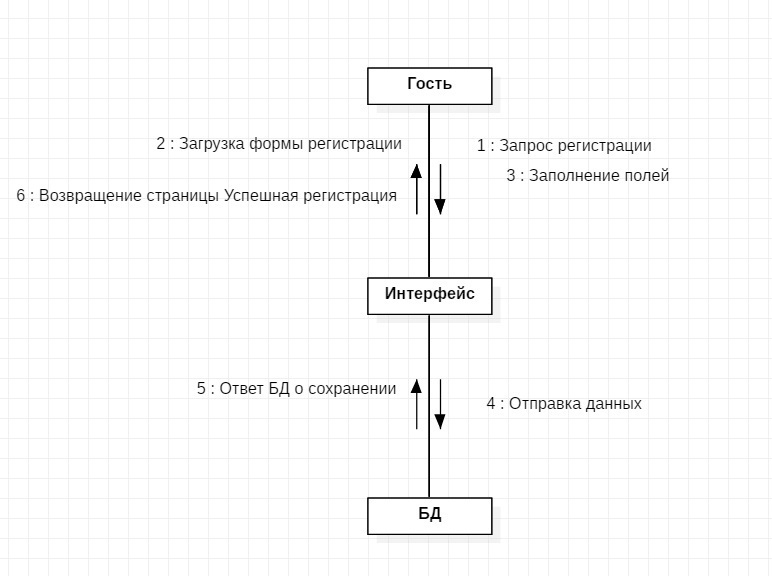 Гость
2 : Загрузка формы регистрации
1 : Запрос регистрации
3 : Заполнение полей
6 : Возвращение страницы Успешная регистрация
Интерфейс
5 : Ответ БД о сохранении
4 : Отправка данных
БД